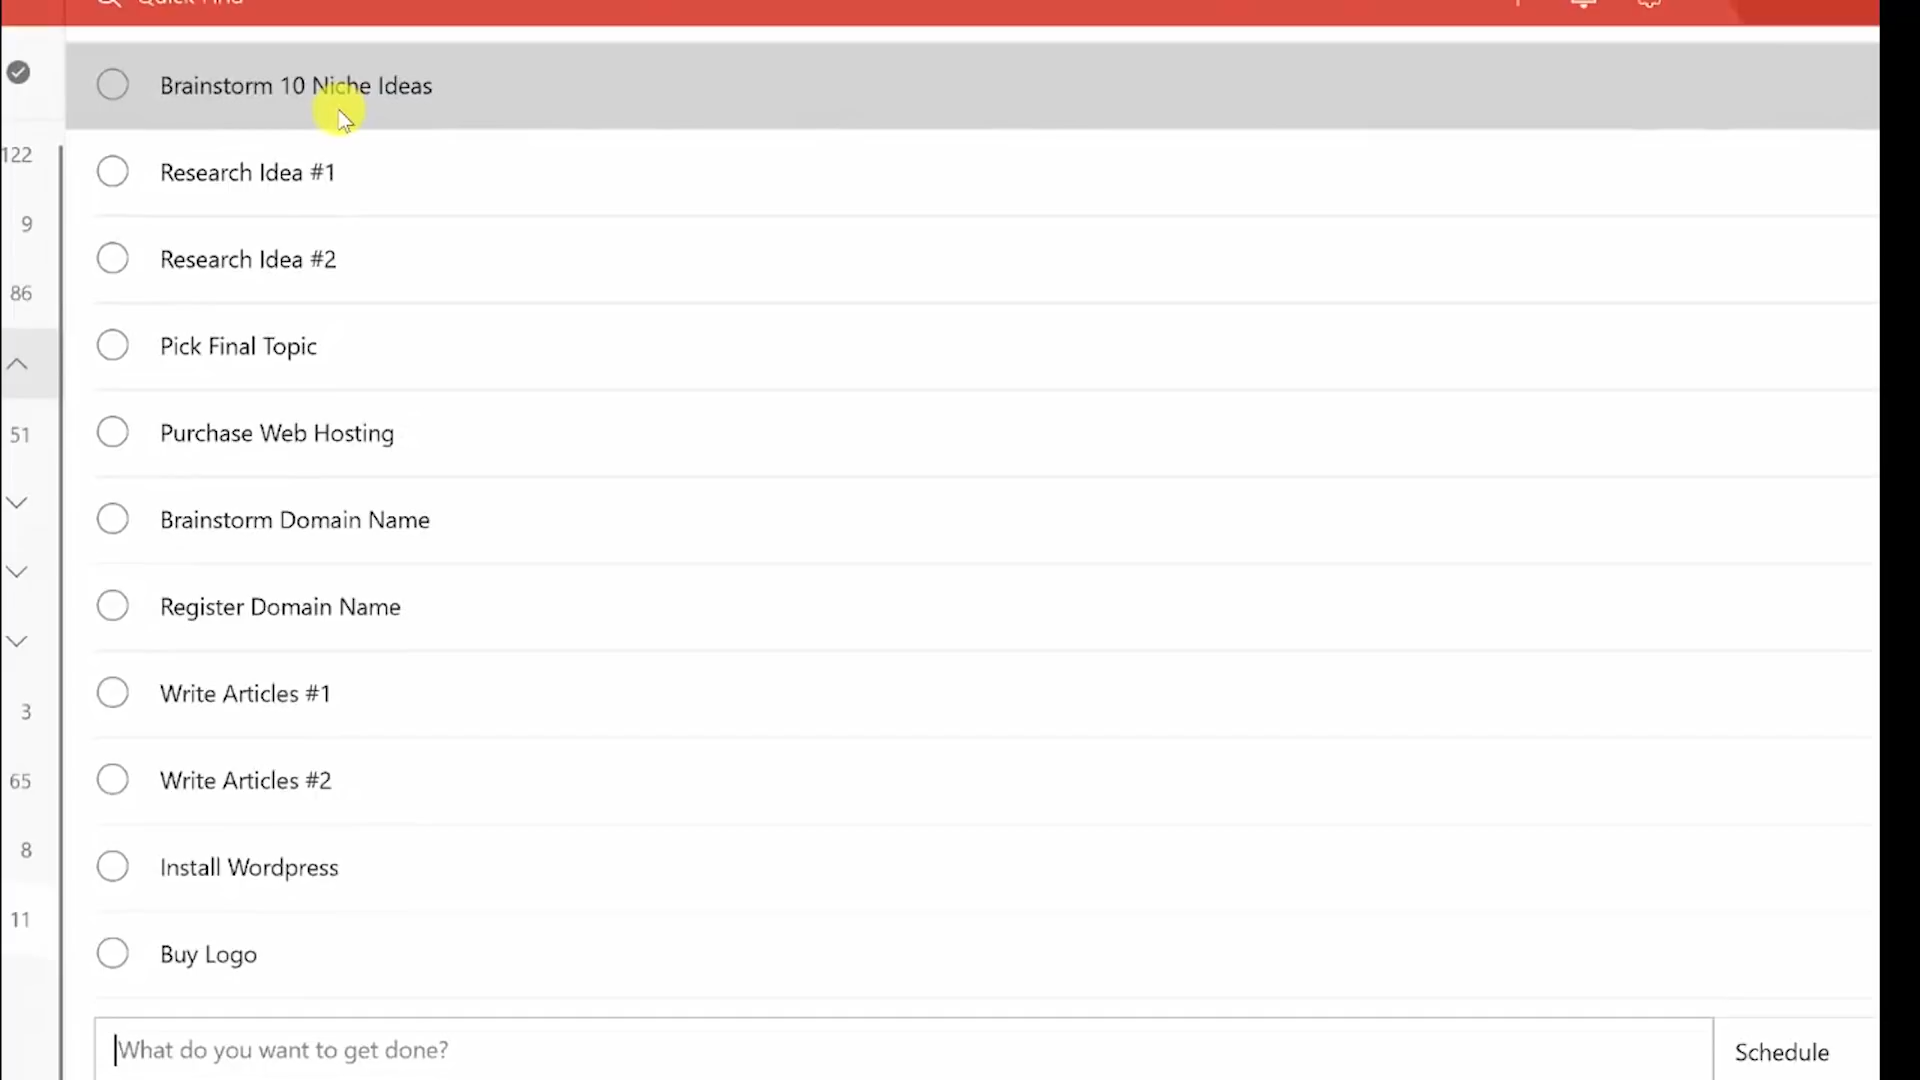 Quick Find
Brainstorm 10 Niche Ideas
122
Research Idea #1
9
Research Idea #2
86
Pick Final Topic
51
Purchase Web Hosting
Brainstorm Domain Name
Register Domain Name
3
Write Articles #1
65
Write Articles #2
8
Install Wordpress
11
Buy Logo
What do you want to get done?
Schedule